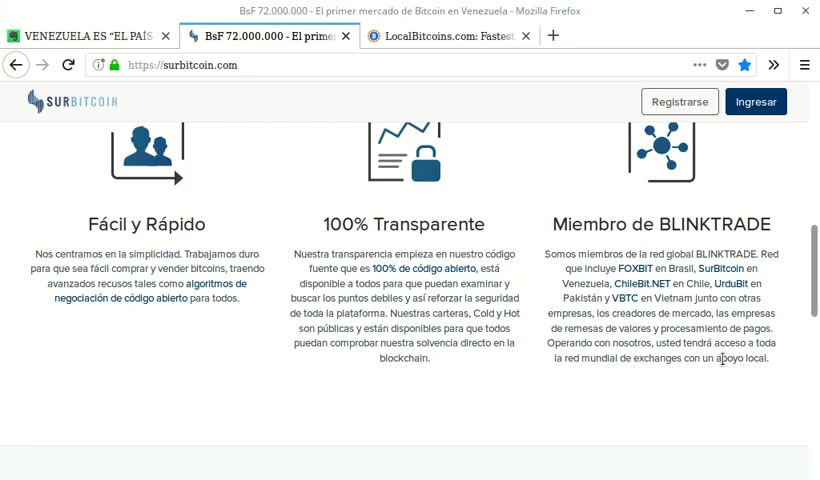 BsF 72.000.000 - El primer mercado de Bitcoin en Venezuela - Mozilla Firefox
VENEZUELA ES "EL PAÍS
BsF 72.000.000 - El prime
LocalBitcoins.com: Fastest
https://surbitcoin.com
SURBITCOIN
Registrarse
Ingresar
Fácil y Rápido
Nos centramos en la simplicidad. Trabajamos duro
para que sea fácil comprar y vender bitcoins, traendo
avanzados recusos tales como algoritmos de
negociación de código abierto para todos.
100% Transparente
Nuestra transparencia empieza en nuestro código
fuente que es 100% de código abierto, está
disponible a todos para que puedan examinar y
buscar los puntos debiles y así reforzar la seguridad
de toda la plataforma. Nuestras carteras, Cold y Hot
son públicas y están disponibles para que todos
puedan comprobar nuestra solvencia directo en la
blockchain.
Miembro de BLINKTRADE
Somos miembros de la red global BLINKTRADE. Red
que incluye FOXBIT en Brasil, SurBitcoin en
Venezuela, ChileBit.NET en Chile, UrduBit en
Pakistán y VBTC en Vietnam junto con otras
empresas, los creadores de mercado, las empresas
de remesas de valores y procesamiento de pagos.
Operando con nosotros, usted tendrá acceso a toda
la red mundial de exchanges con un apoyo local.